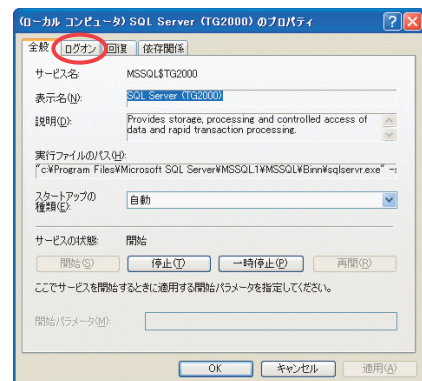 (ローカル コンピュータ) SQL Server (TG2000) のプロパティ
全般 ログオン 回復 依存関係
サービス名: MSSQL$TG2000
表示名(N): SQL Server (TG2000)
説明(D): Provides storage, processing and controlled access of
data and rapid transaction processing.
実行ファイルのパス(H):
"c:¥Program Files¥Microsoft SQL Server¥MSSQL.1¥MSSQL¥Binn¥sqlservr.exe" -s
スタートアップの
種類(E): 自動
サービスの状態: 開始
開始(S) 停止(T) 一時停止(P) 再開(R)
ここでサービスを開始するときに適用する開始パラメータを指定してください。
開始パラメータ(M):
OK キャンセル 適用(A)